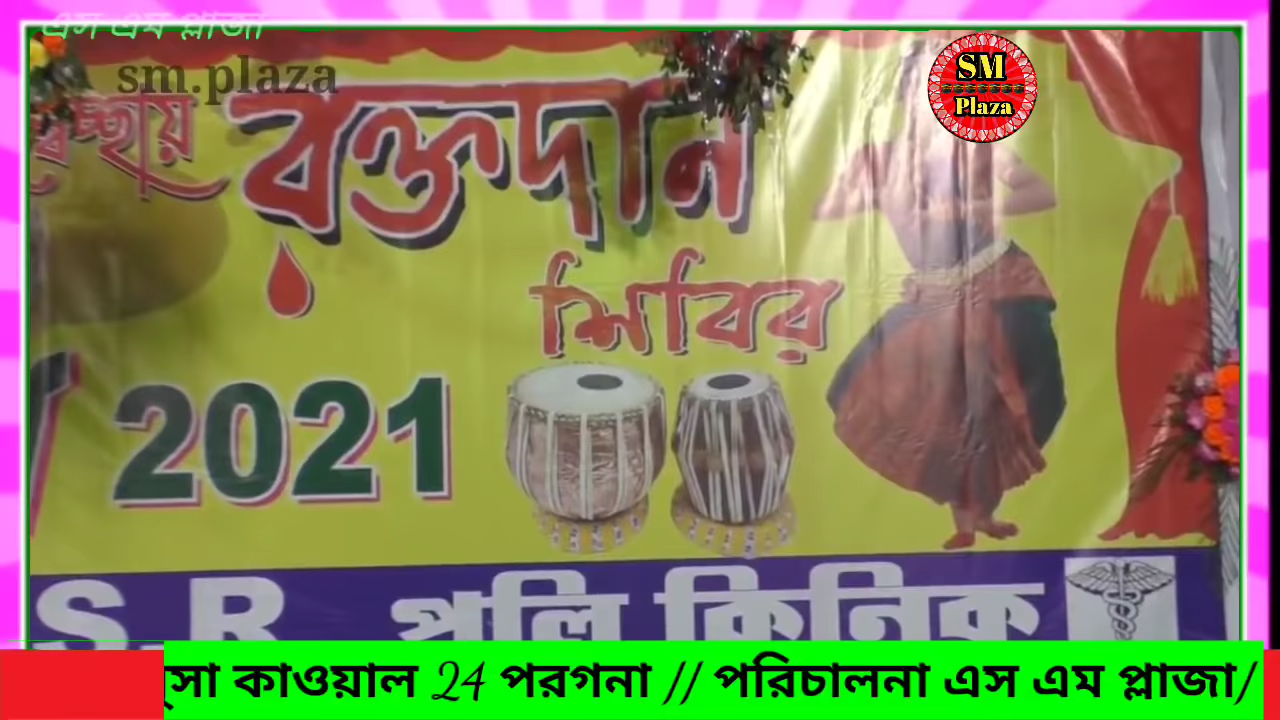 এস এম প্লাজা
sm.plaza
SM
Plaza
স্বেচ্ছায় রক্তদান
শিবির
2021
S.R পলি ক্লিনিক
কাওয়াল 24 পরগনা // পরিচালনা এস এম প্লাজা/